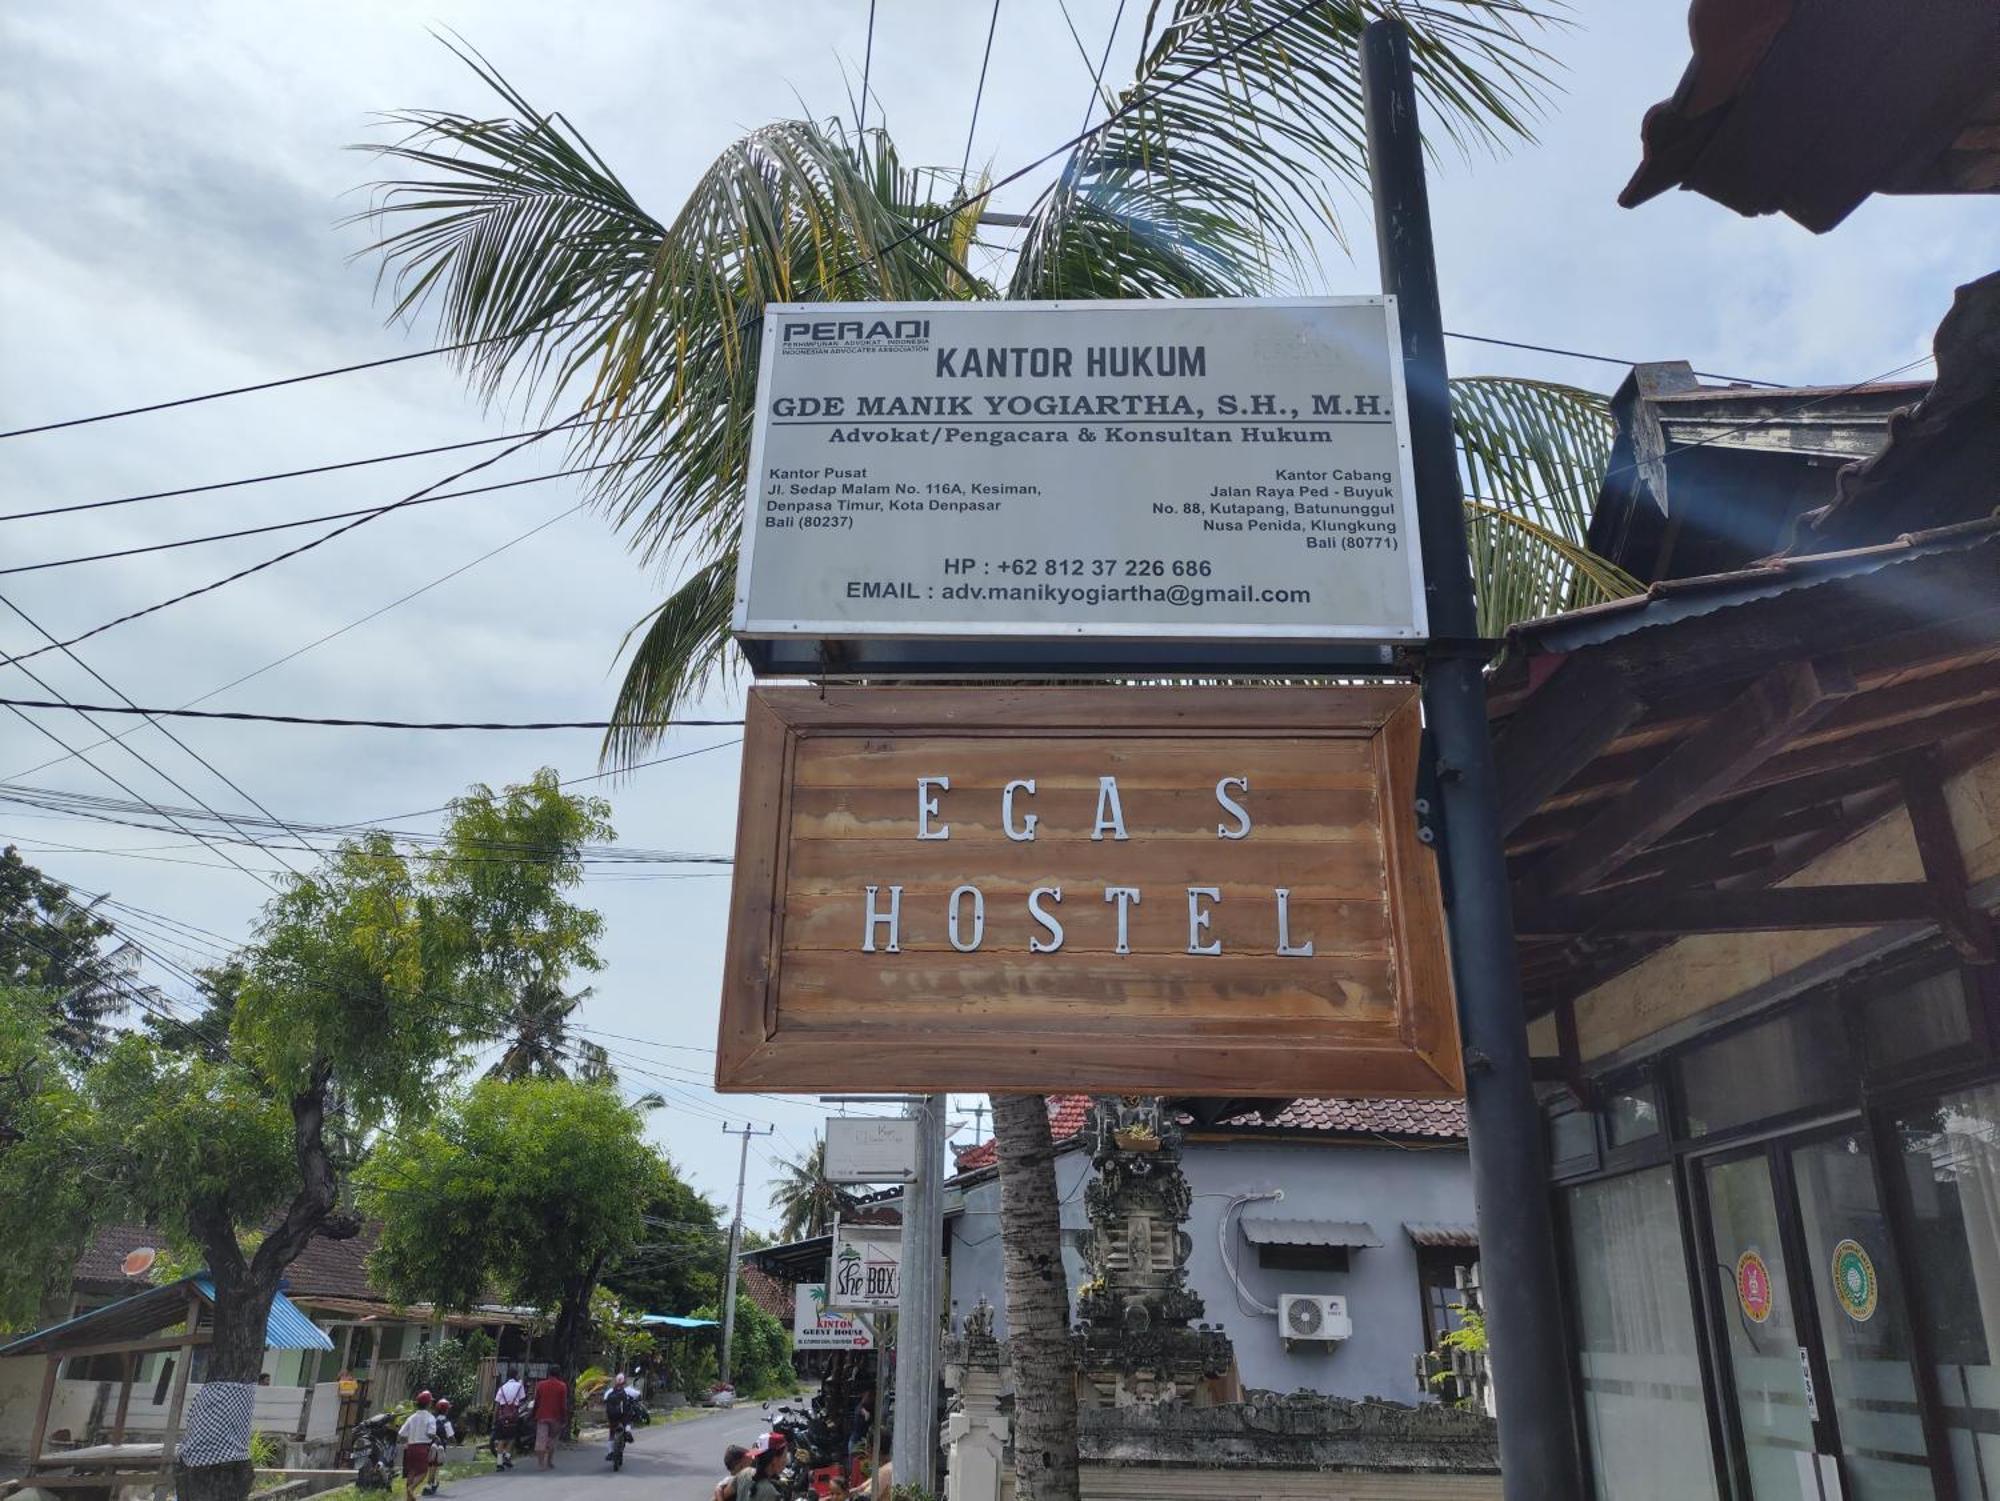 PERADI
PERHIMPUNAN ADVOKAT INDONESIA
INDONESIAN ADVOCATES ASSOCIATION
KANTOR HUKUM
GDE MANIK YOGIARTHA, S.H., M.H.
Advokat/Pengacara & Konsultan Hukum
Kantor Pusat
Jl. Sedap Malam No. 116A, Kesiman,
Denpasa Timur, Kota Denpasar
Bali (80237)
Kantor Cabang
Jalan Raya Ped - Buyuk
No. 88, Kutapang, Batununggul
Nusa Penida, Klungkung
Bali (80771)
HP : +62 812 37 226 686
EMAIL : adv.manikyogiartha@gmail.com
EGAS
HOSTEL
The BOX
KINTON
GUEST HOUSE
PUSH